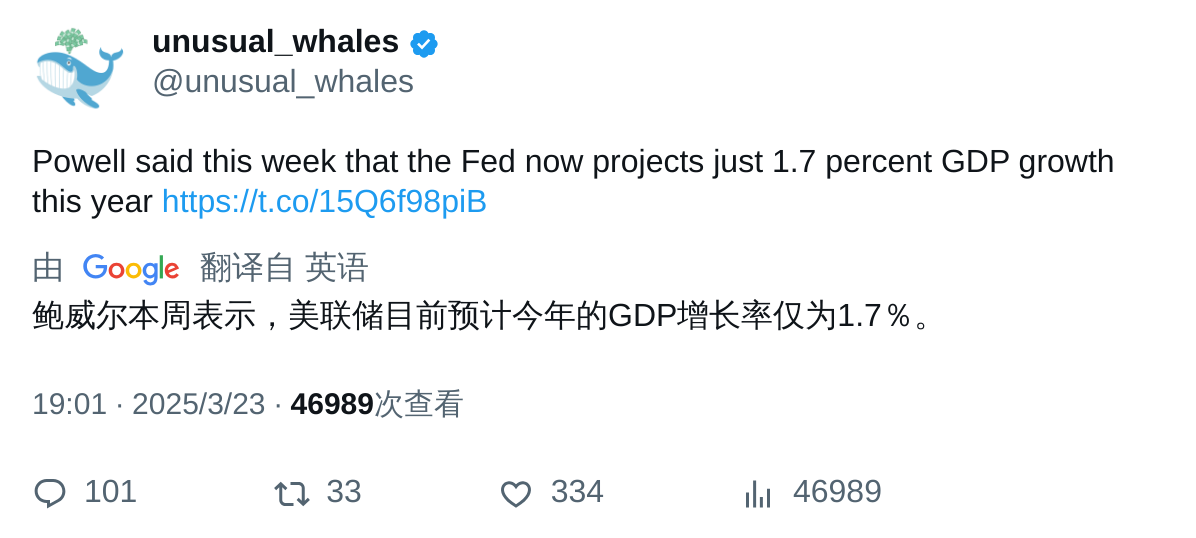 unusual_whales
@unusual_whales
Powell said this week that the Fed now projects just 1.7 percent GDP growth
this year https://t.co/15Q6f98piB
由 Google 翻译自 英语
鲍威尔本周表示，美联储目前预计今年的GDP增长率仅为1.7％。
19:01 · 2025/3/23 · 46989次查看
101 33 334 46989